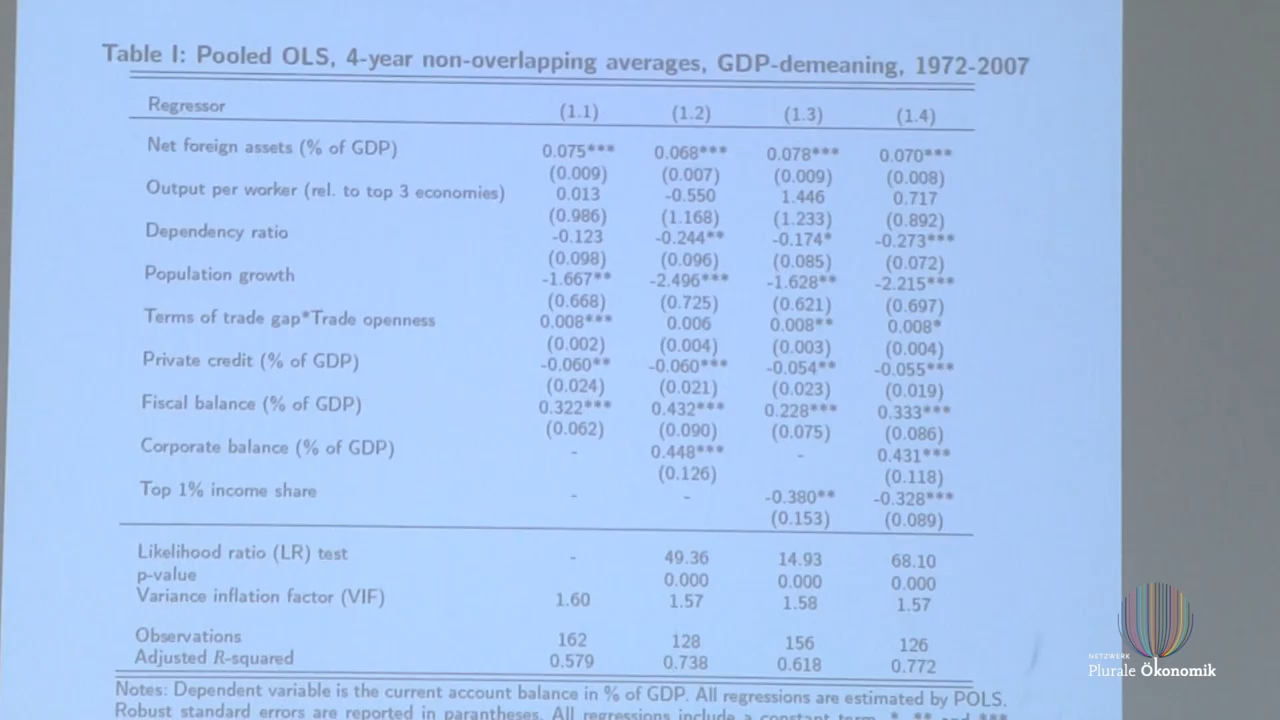 Table I: Pooled OLS, 4-year non-overlapping averages, GDP-demeaning, 1972-2007
Regressor (1.1) (1.2) (1.3) (1.4)
Net foreign assets (% of GDP) 0.075*** 0.068*** 0.078*** 0.070***
(0.009) (0.007) (0.009) (0.008)
Output per worker (rel. to top 3 economies) 0.013 -0.550 1.446 0.717
(0.986) (1.168) (1.233) (0.892)
Dependency ratio -0.123 -0.244** -0.174* -0.273***
(0.098) (0.096) (0.085) (0.072)
Population growth -1.667** -2.496*** -1.628** -2.215***
(0.668) (0.725) (0.621) (0.697)
Terms of trade gap*Trade openness 0.008*** 0.006 0.008** 0.008*
(0.002) (0.004) (0.003) (0.004)
Private credit (% of GDP) -0.060** -0.060*** -0.054** -0.055***
(0.024) (0.021) (0.023) (0.019)
Fiscal balance (% of GDP) 0.322*** 0.432*** 0.228*** 0.333***
(0.062) (0.090) (0.075) (0.086)
Corporate balance (% of GDP) - 0.448*** - 0.431***
(0.126) (0.118)
Top 1% income share - - -0.380** -0.328***
(0.153) (0.089)
Likelihood ratio (LR) test - 49.36 14.93 68.10
p-value 0.000 0.000 0.000
Variance inflation factor (VIF) 1.60 1.57 1.58 1.57
Observations 162 128 156 126
Adjusted R-squared 0.579 0.738 0.618 0.772
Notes: Dependent variable is the current account balance in % of GDP. All regressions are estimated by POLS.
Robust standard errors are reported in parantheses. All regressions include a constant term. *, ** and ***
NETZWERK
Plurale Ökonomik